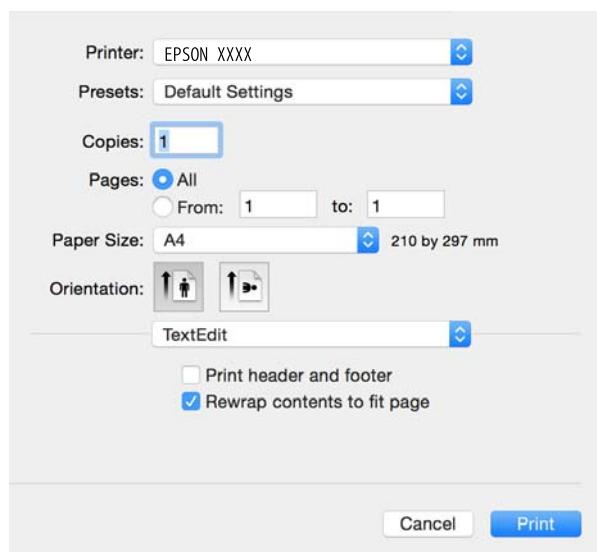 Printer: EPSON XXXX
Presets: Default Settings
Copies: 1
Pages: All
From: 1 to: 1
Paper Size: A4 210 by 297 mm
Orientation:
TextEdit
Print header and footer
Rewrap contents to fit page
Cancel Print